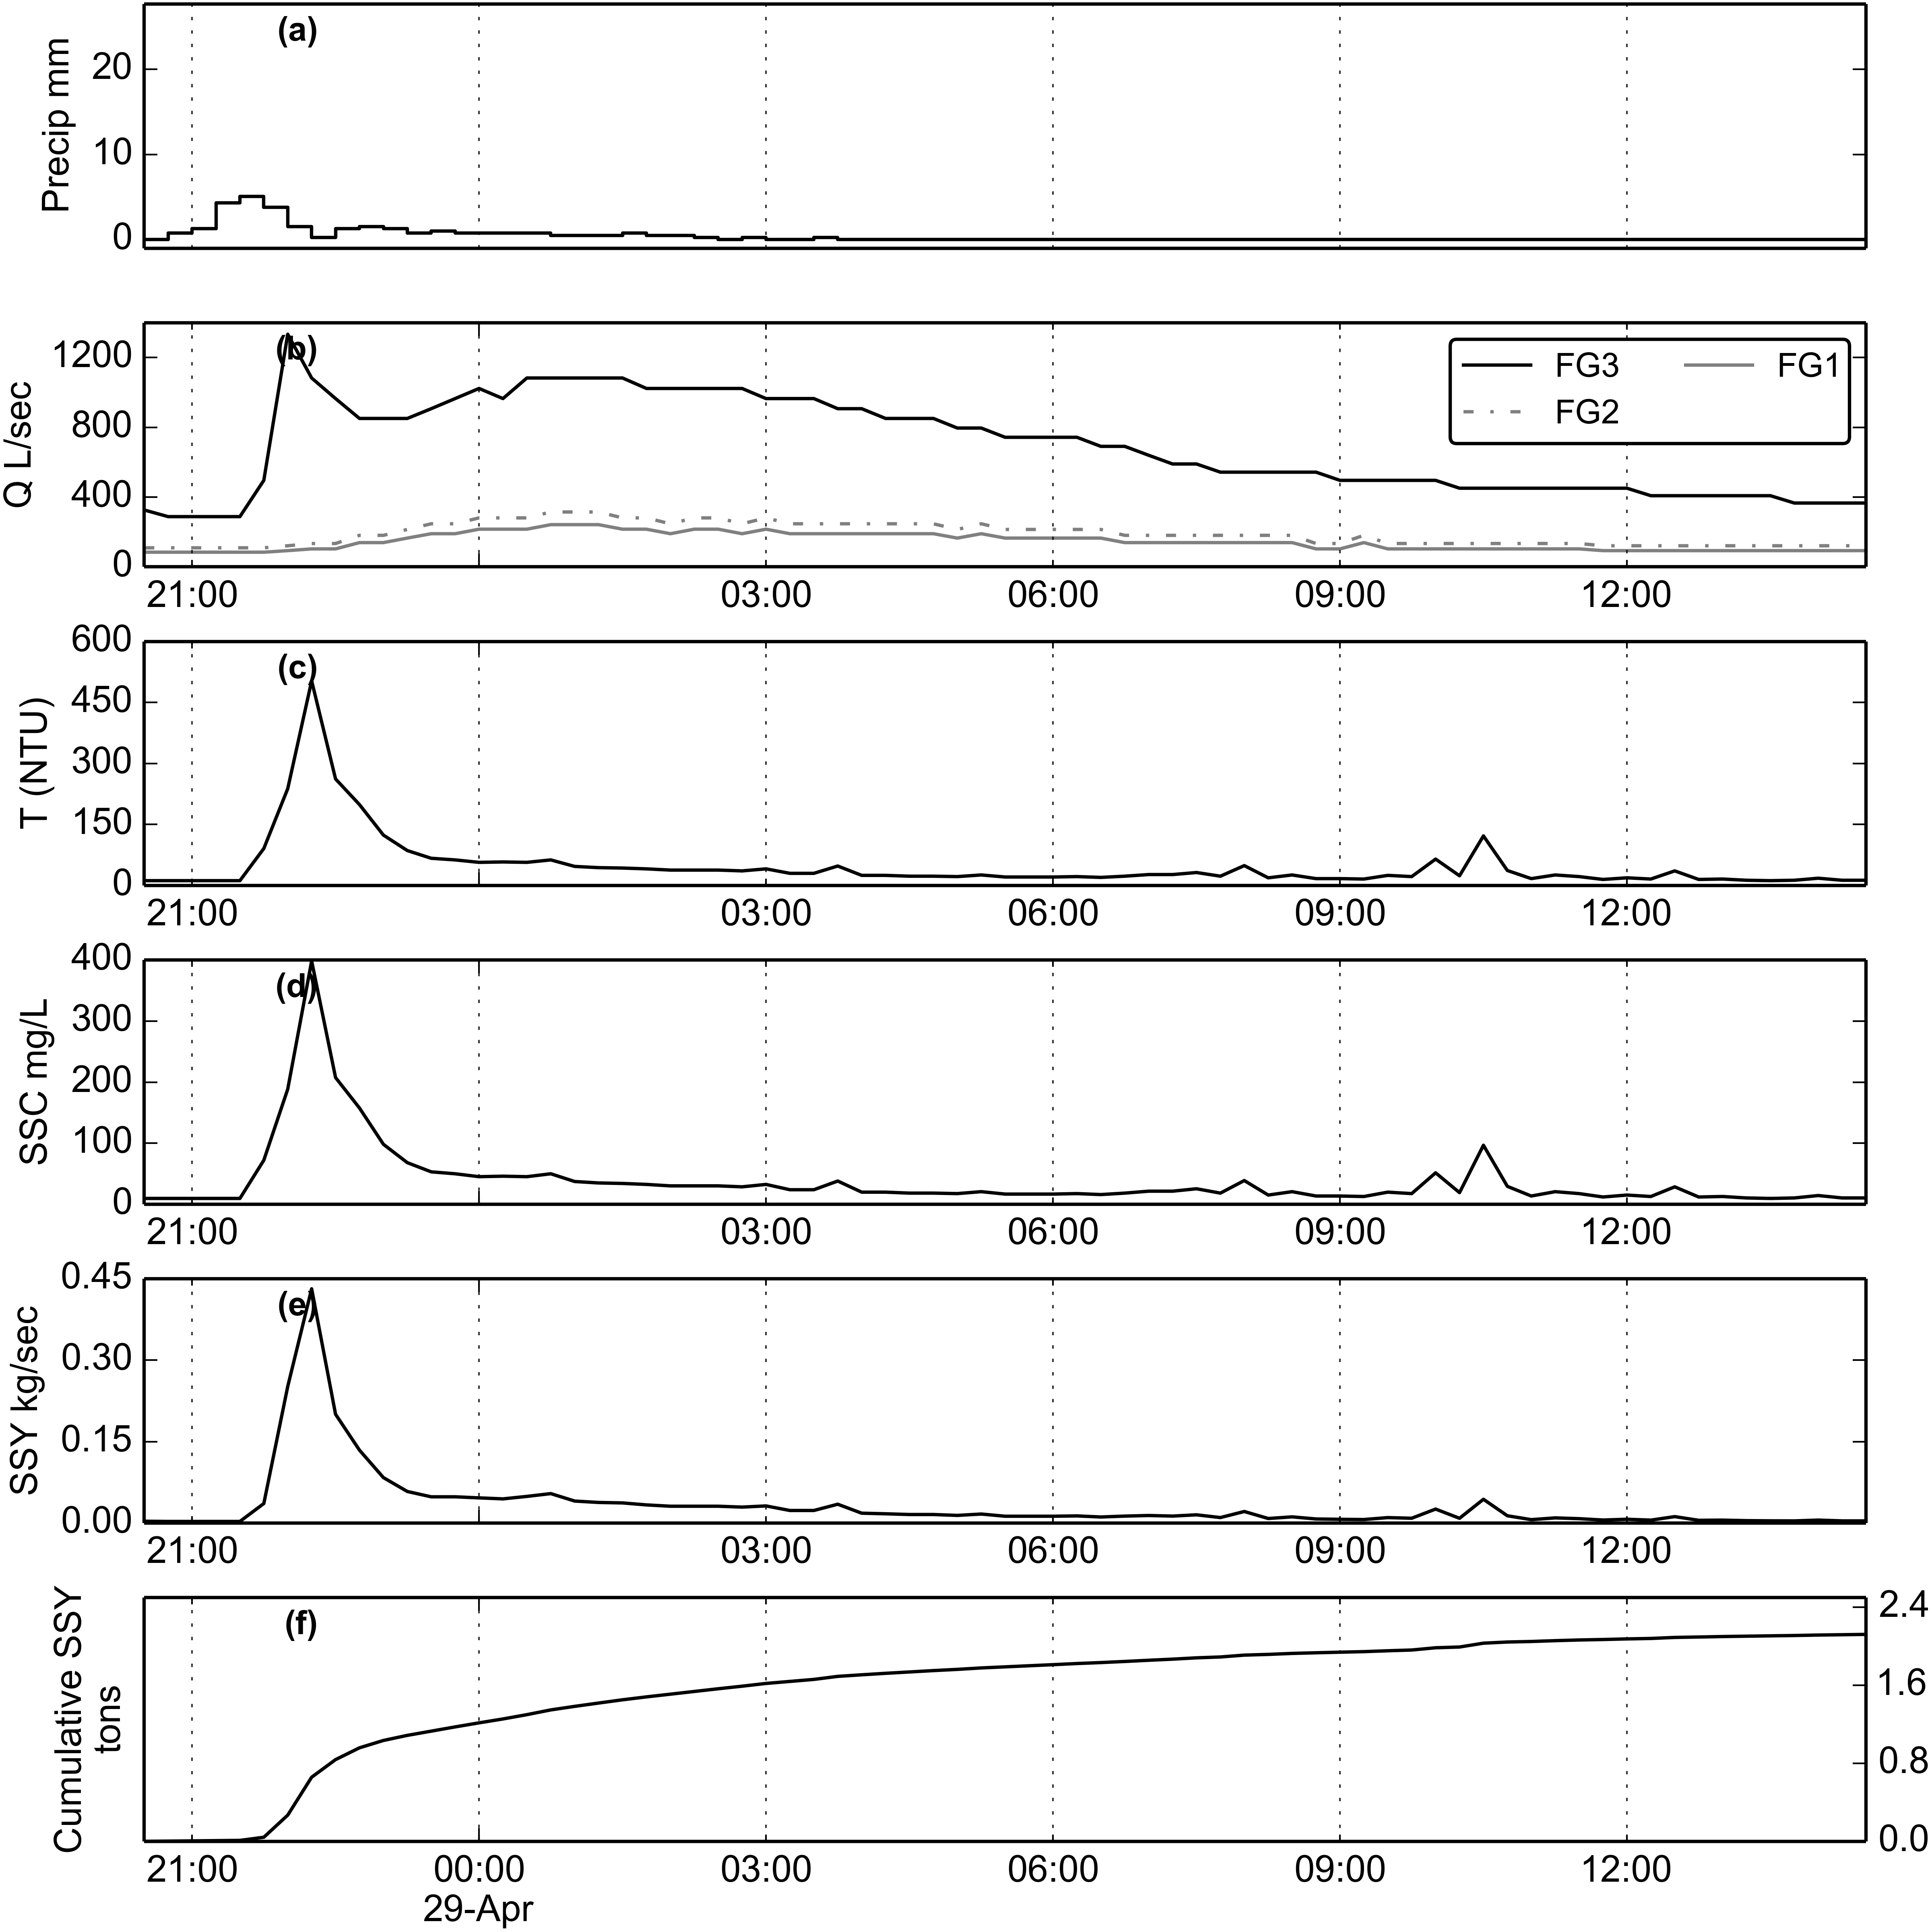 (a)
Precip mm
20
10
0
(b)
Q L/sec
1200
800
400
0
FG3 FG1
FG2
21:00 03:00 06:00 09:00 12:00
(c)
T (NTU)
600
450
300
150
0
21:00 03:00 06:00 09:00 12:00
(d)
SSC mg/L
400
300
200
100
0
21:00 03:00 06:00 09:00 12:00
(e)
SSY kg/sec
0.45
0.30
0.15
0.00
21:00 03:00 06:00 09:00 12:00
(f)
Cumulative SSY
tons
2.4
1.6
0.8
0.0
21:00 00:00 03:00 06:00 09:00 12:00
29-Apr